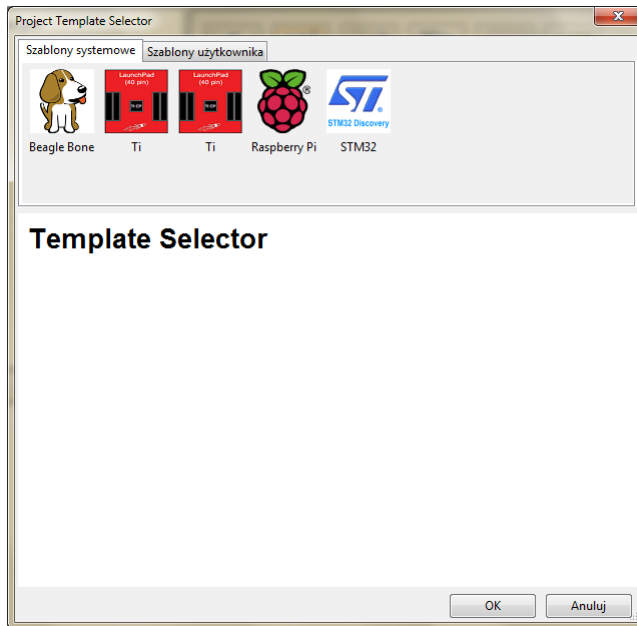 Project Template Selector
Szablony systemowe Szablony użytkownika
LaunchPad LaunchPad
(40 pin) (40 pin)
®
STM32 Discovery
Beagle Bone Ti Ti Raspberry Pi STM32
Template Selector
OK Anuluj